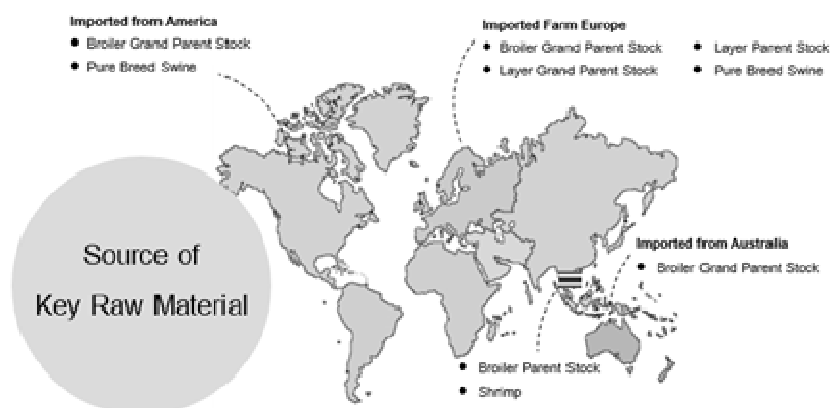 Imported from America
● Broiler Grand Parent Stock
● Pure Breed Swine
Imported Farm Europe
● Broiler Grand Parent Stock
● Layer Grand Parent Stock
● Layer Parent Stock
● Pure Breed Swine
Source of
Key Raw Material
Imported from Australia
● Broiler Grand Parent Stock
● Broiler Parent Stock
● Shrimp